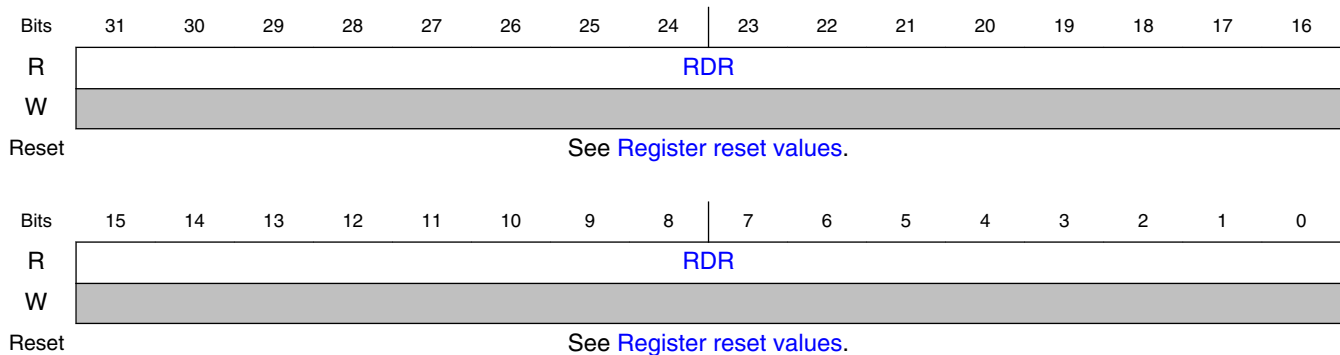 Bits 31 30 29 28 27 26 25 24 23 22 21 20 19 18 17 16
R RDR
W
Reset See Register reset values.
Bits 15 14 13 12 11 10 9 8 7 6 5 4 3 2 1 0
R RDR
W
Reset See Register reset values.